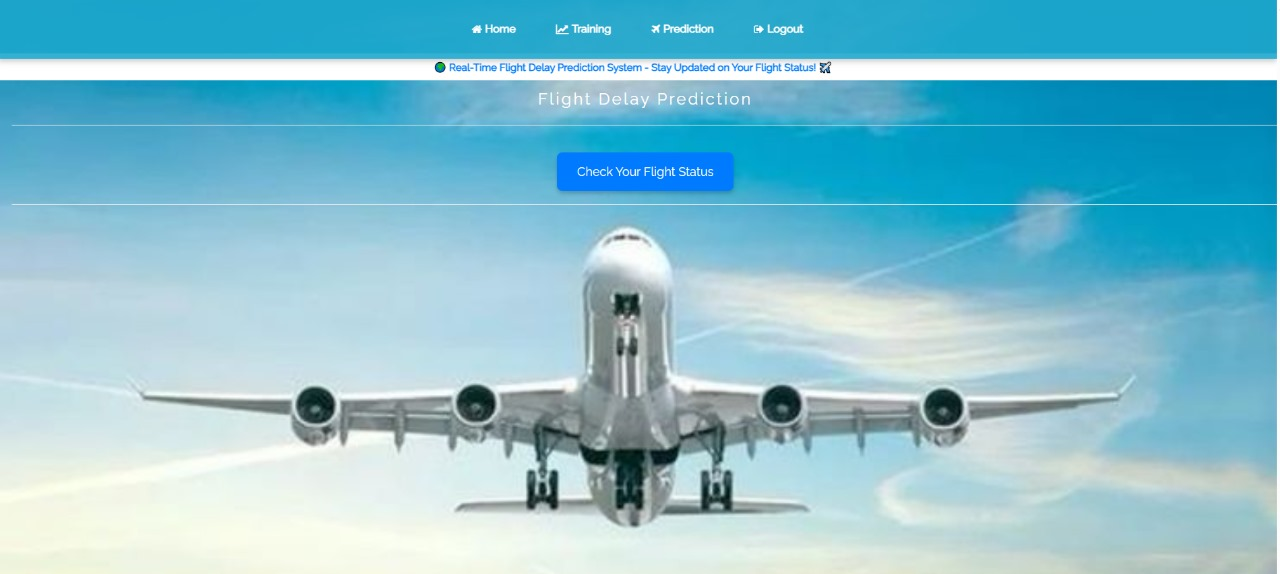 Home Training Prediction Logout
Real-Time Flight Delay Prediction System - Stay Updated on Your Flight Status!
Flight Delay Prediction
Check Your Flight Status